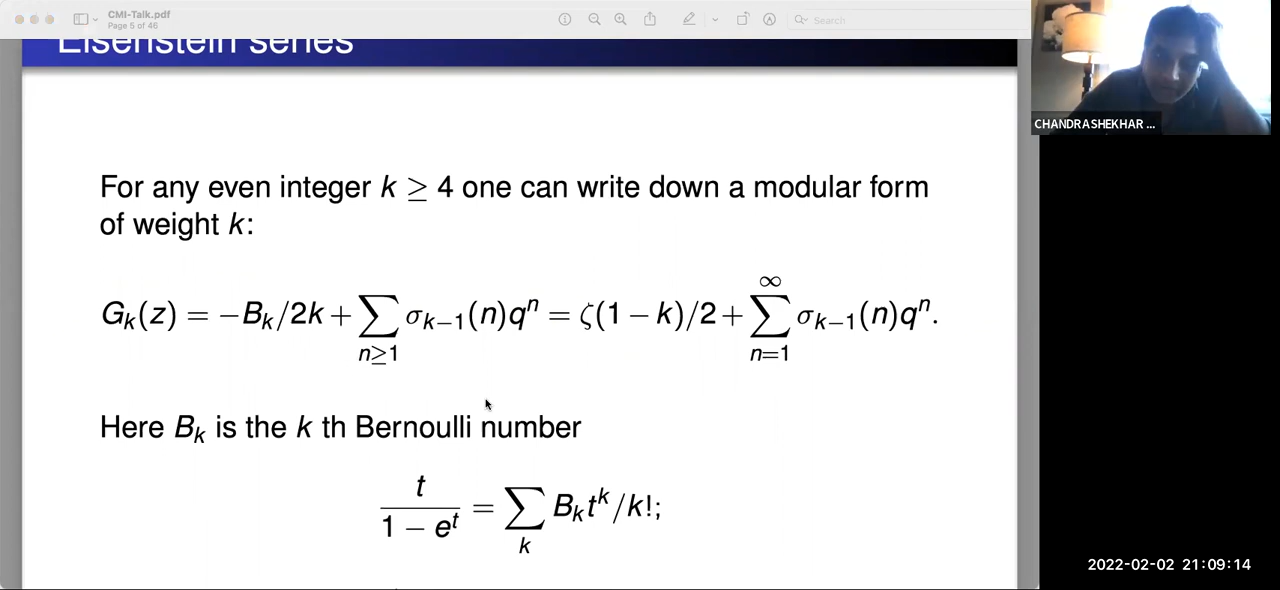 CMI-Talk.pdf
Page 5 of 46
Search
Eisenstein series
For any even integer k ≥ 4 one can write down a modular form
of weight k:
G_k(z) = −B_k/2k + ∑_{n≥1} σ_{k−1}(n)q^n = ζ(1 − k)/2 + ∑_{n=1}^{∞} σ_{k−1}(n)q^n.
Here B_k is the k th Bernoulli number
t/(1 − e^t) = ∑_k B_k t^k/k!;
CHANDRASHEKHAR ...
2022-02-02 21:09:14